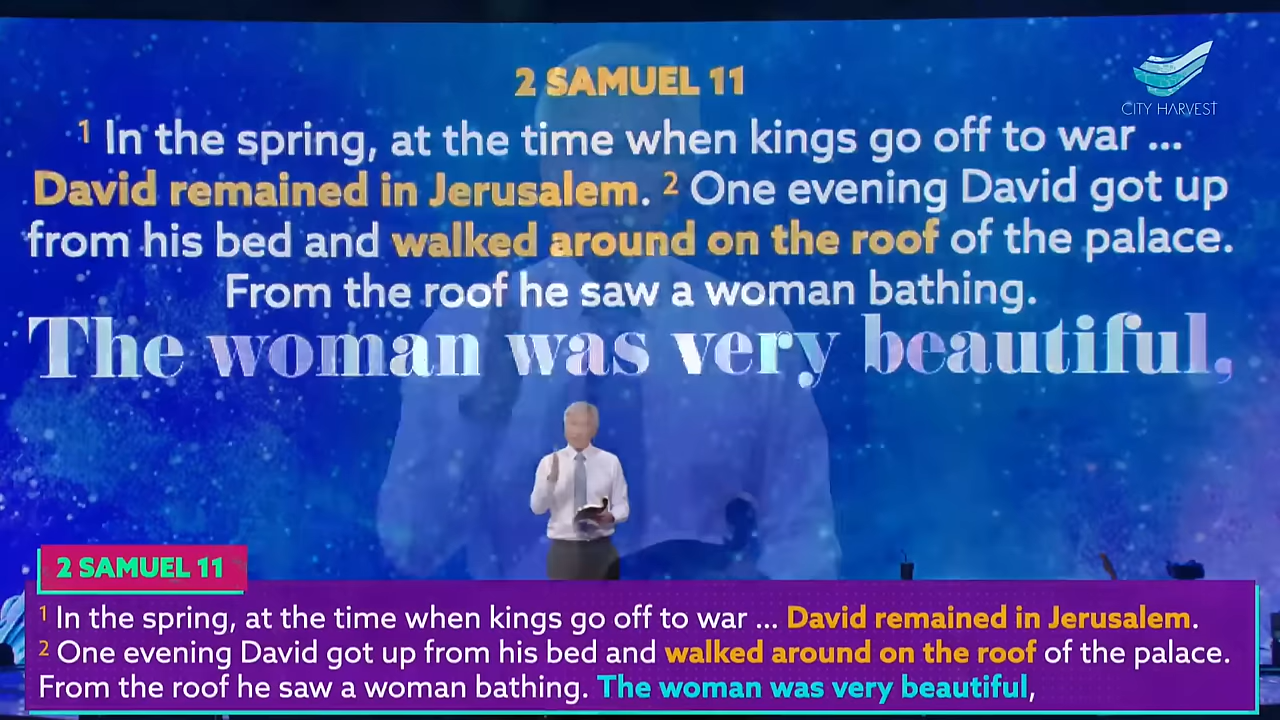 2 SAMUEL 11
CITY HARVEST
1 In the spring, at the time when kings go off to war ...
David remained in Jerusalem. 2 One evening David got up
from his bed and walked around on the roof of the palace.
From the roof he saw a woman bathing.
The woman was very beautiful,
2 SAMUEL 11
1 In the spring, at the time when kings go off to war ... David remained in Jerusalem.
2 One evening David got up from his bed and walked around on the roof of the palace.
From the roof he saw a woman bathing. The woman was very beautiful,